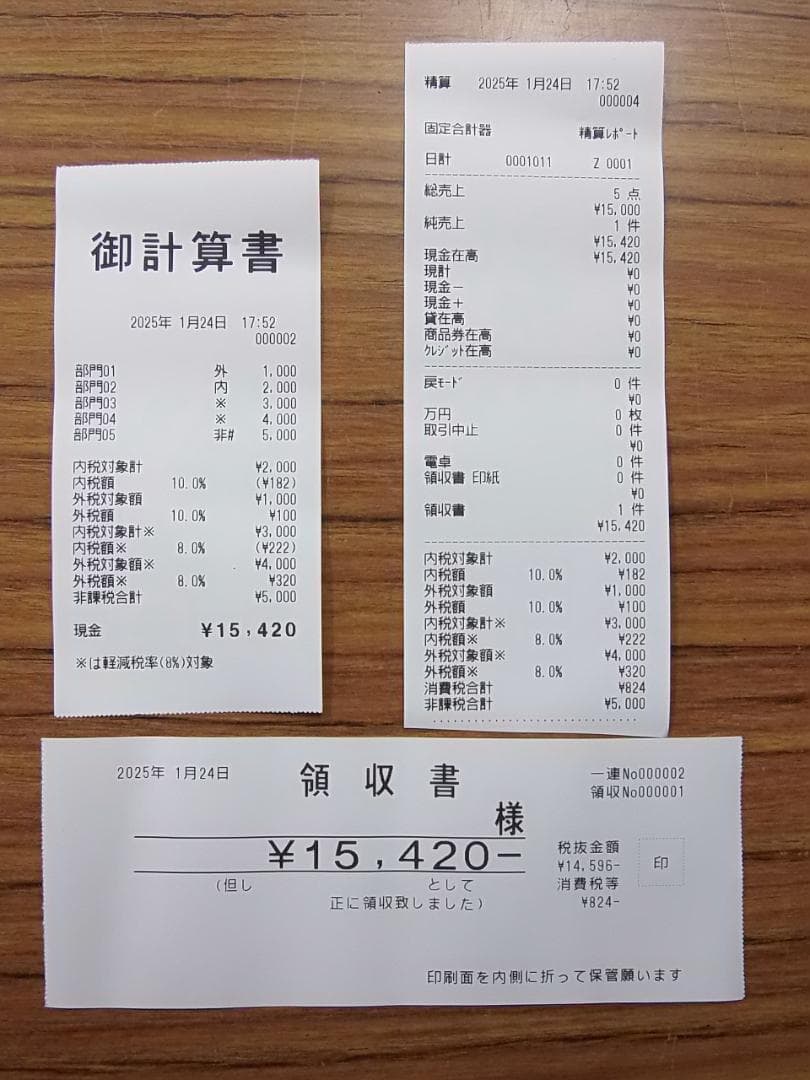 御計算書
2025年 1月24日 17:52
000002
部門01 外 1,000
部門02 内 2,000
部門03 ※ 3,000
部門04 ※ 4,000
部門05 非# 5,000
内税対象計 ¥2,000
内税額 10.0% (¥182)
外税対象額 ¥1,000
外税額 10.0% ¥100
内税対象計※ ¥3,000
内税額※ 8.0% (¥222)
外税対象額※ ¥4,000
外税額※ 8.0% ¥320
非課税合計 ¥5,000
現金 ¥15,420
※は軽減税率(8%)対象
精算 2025年 1月24日 17:52
000004
固定合計器 精算ﾚﾎﾟｰﾄ
日計 0001011 Z 0001
総売上 5 点
¥15,000
純売上 1 件
¥15,420
現金在高 ¥15,420
現計 ¥0
現金－ ¥0
現金＋ ¥0
貸在高 ¥0
商品券在高 ¥0
ｸﾚｼﾞｯﾄ在高 ¥0
戻ﾓｰﾄﾞ 0 件
¥0
万円 0 枚
取引中止 0 件
¥0
電卓 0 件
領収書 印紙 0 件
¥0
領収書 1 件
¥15,420
内税対象計 ¥2,000
内税額 10.0% ¥182
外税対象額 ¥1,000
外税額 10.0% ¥100
内税対象計※ ¥3,000
内税額※ 8.0% ¥222
外税対象額※ ¥4,000
外税額※ 8.0% ¥320
消費税合計 ¥824
非課税合計 ¥5,000
2025年 1月24日 領収書 一連No000002
領収No000001
様
¥15,420－
税抜金額
¥14,596－
消費税等
¥824－
印
(但し として
正に領収致しました)
印刷面を内側に折って保管願います